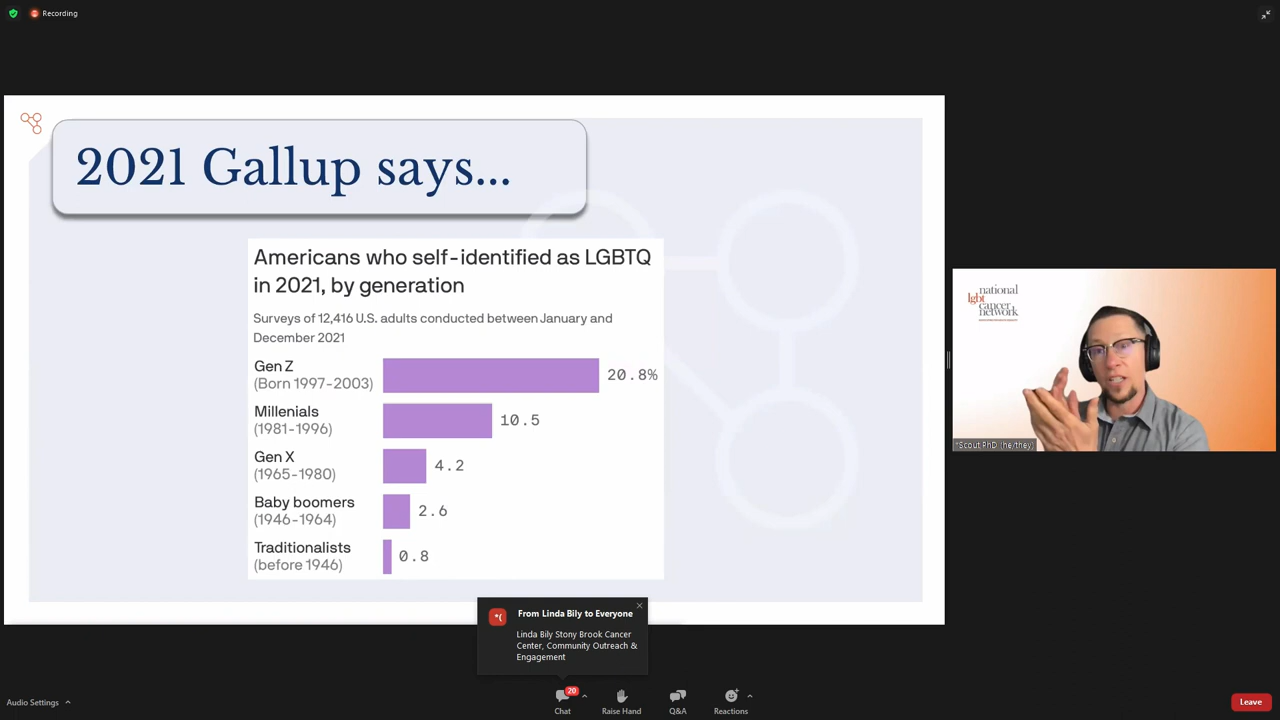 Recording
2021 Gallup says...
Americans who self-identified as LGBTQ
in 2021, by generation
Surveys of 12,416 U.S. adults conducted between January and
December 2021
Gen Z
(Born 1997-2003)
20.8%
Millenials
(1981-1996)
10.5
Gen X
(1965-1980)
4.2
Baby boomers
(1946-1964)
2.6
Traditionalists
(before 1946)
0.8
national
lgbt cancer
network
*Scout PhD (he/they)
From Linda Bily to Everyone
Linda Bily Stony Brook Cancer
Center, Community Outreach &
Engagement
Audio Settings
20
Chat
Raise Hand
Q&A
Reactions
Leave